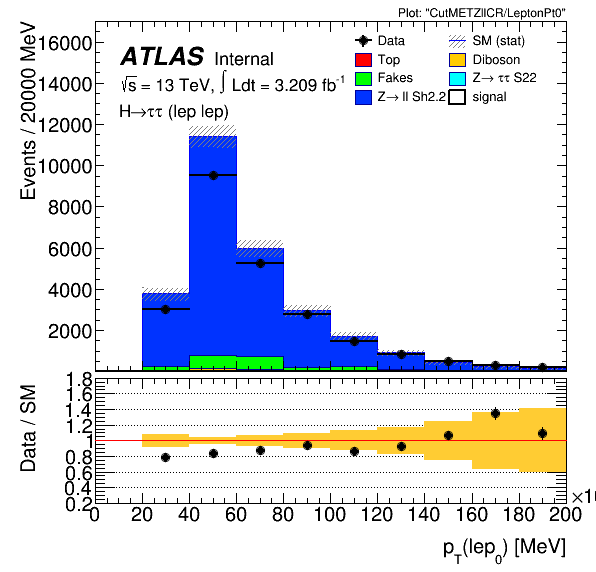 Plot: "CutMETZllCR/LeptonPt0"
ATLAS Internal
√s = 13 TeV, ∫ Ldt = 3.209 fb⁻¹
H→ττ (lep lep)
Data
SM (stat)
Top
Diboson
Fakes
Z→ ττ S22
Z→ ll Sh2.2
signal
Events / 20000 MeV
16000
14000
12000
10000
8000
6000
4000
2000
Data / SM
1.8
1.6
1.4
1.2
1
0.8
0.6
0.4
0.2
0 20 40 60 80 100 120 140 160 180 200
p_T(lep_0) [MeV]